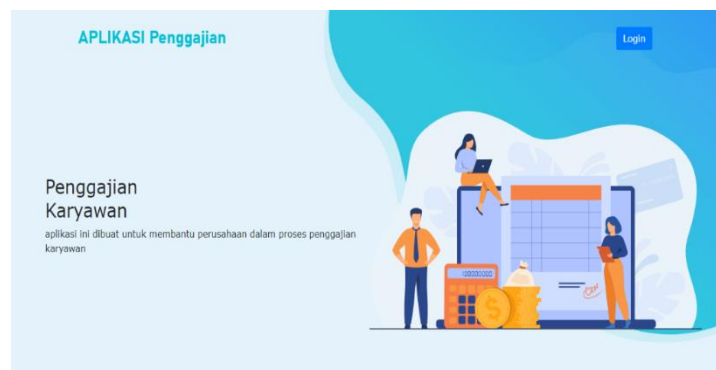 APLIKASI Penggajian
Login
Penggajian
Karyawan
aplikasi ini dibuat untuk membantu perusahaan dalam proses penggajian
karyawan